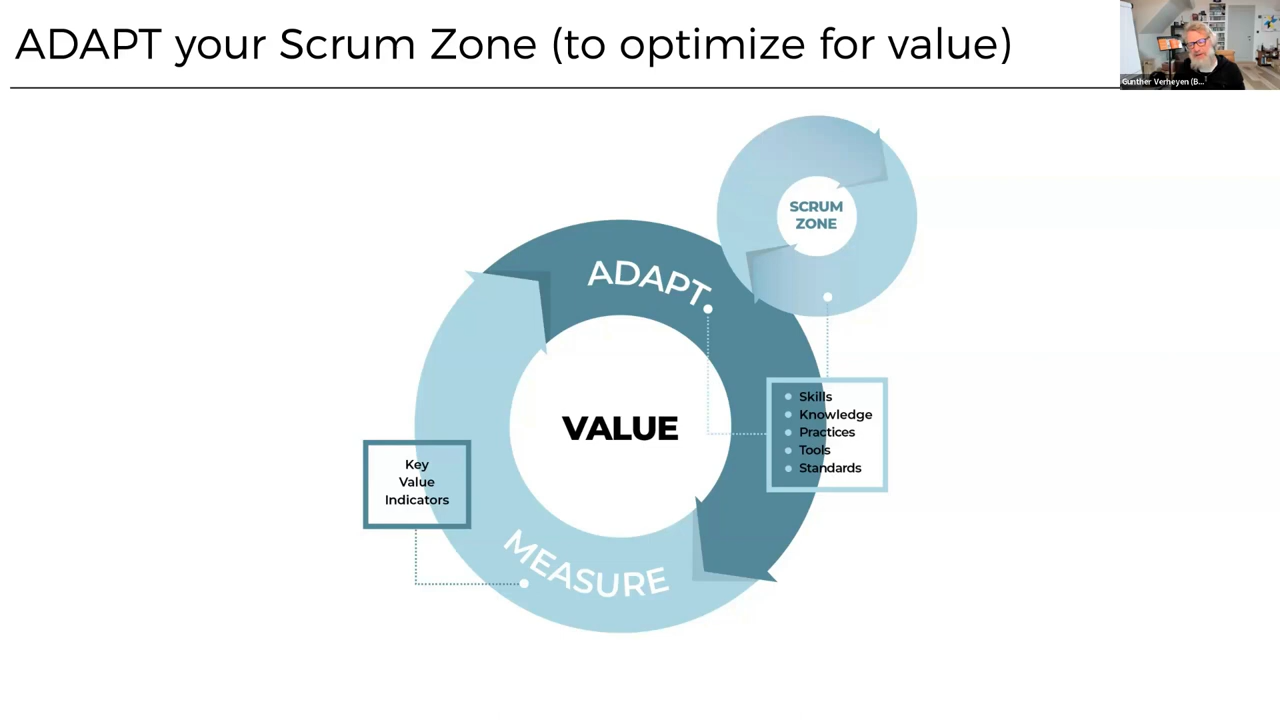 ADAPT your Scrum Zone (to optimize for value)
Gunther Verheyen (B...
SCRUM
ZONE
ADAPT
VALUE
Skills
Knowledge
Practices
Tools
Standards
Key
Value
Indicators
MEASURE